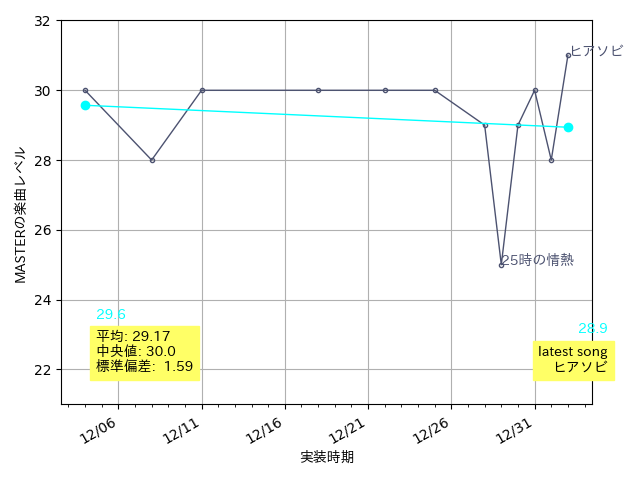 32
30
28
26
24
22
MASTERの楽曲レベル
ヒアソビ
25時の情熱
29.6
平均: 29.17
中央値: 30.0
標準偏差: 1.59
28.9
latest song
ヒアソビ
12/06
12/11
12/16
12/21
12/26
12/31
実装時期